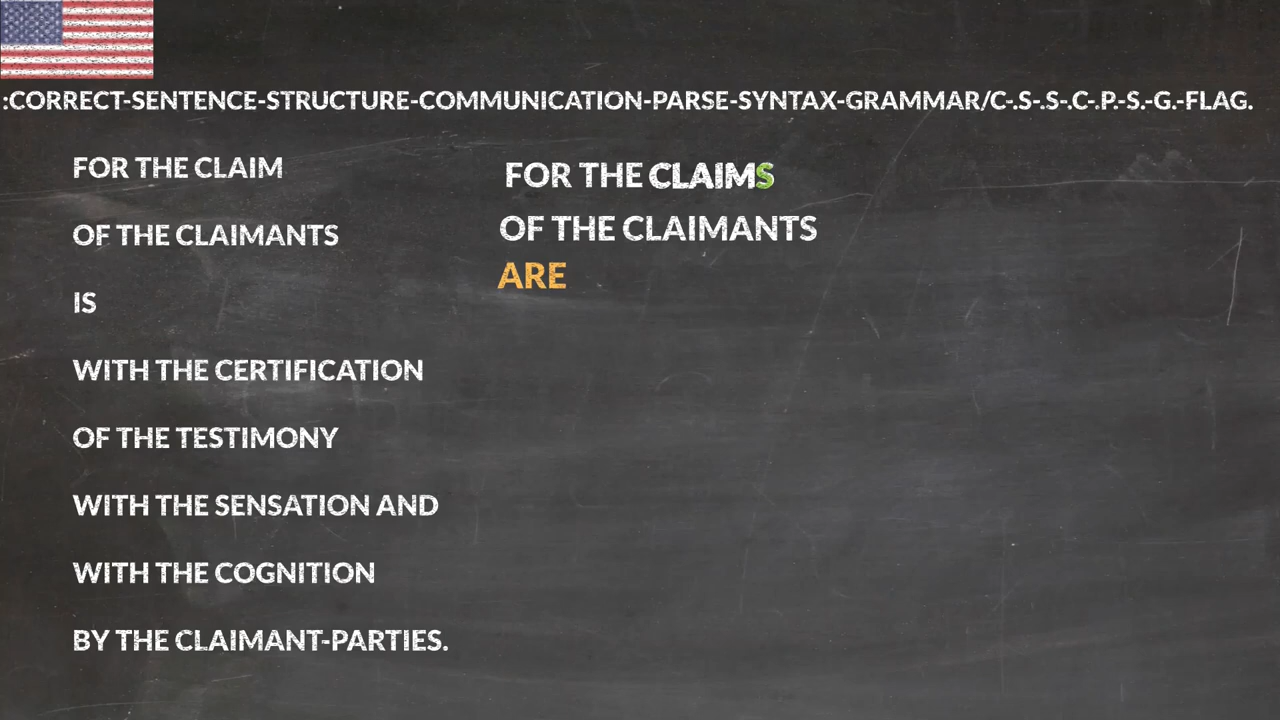 :CORRECT-SENTENCE-STRUCTURE-COMMUNICATION-PARSE-SYNTAX-GRAMMAR/C-.S-.S-.C-.P.-S.-G.-FLAG.
FOR THE CLAIM
OF THE CLAIMANTS
IS
WITH THE CERTIFICATION
OF THE TESTIMONY
WITH THE SENSATION AND
WITH THE COGNITION
BY THE CLAIMANT-PARTIES.
FOR THE CLAIMS
OF THE CLAIMANTS
ARE